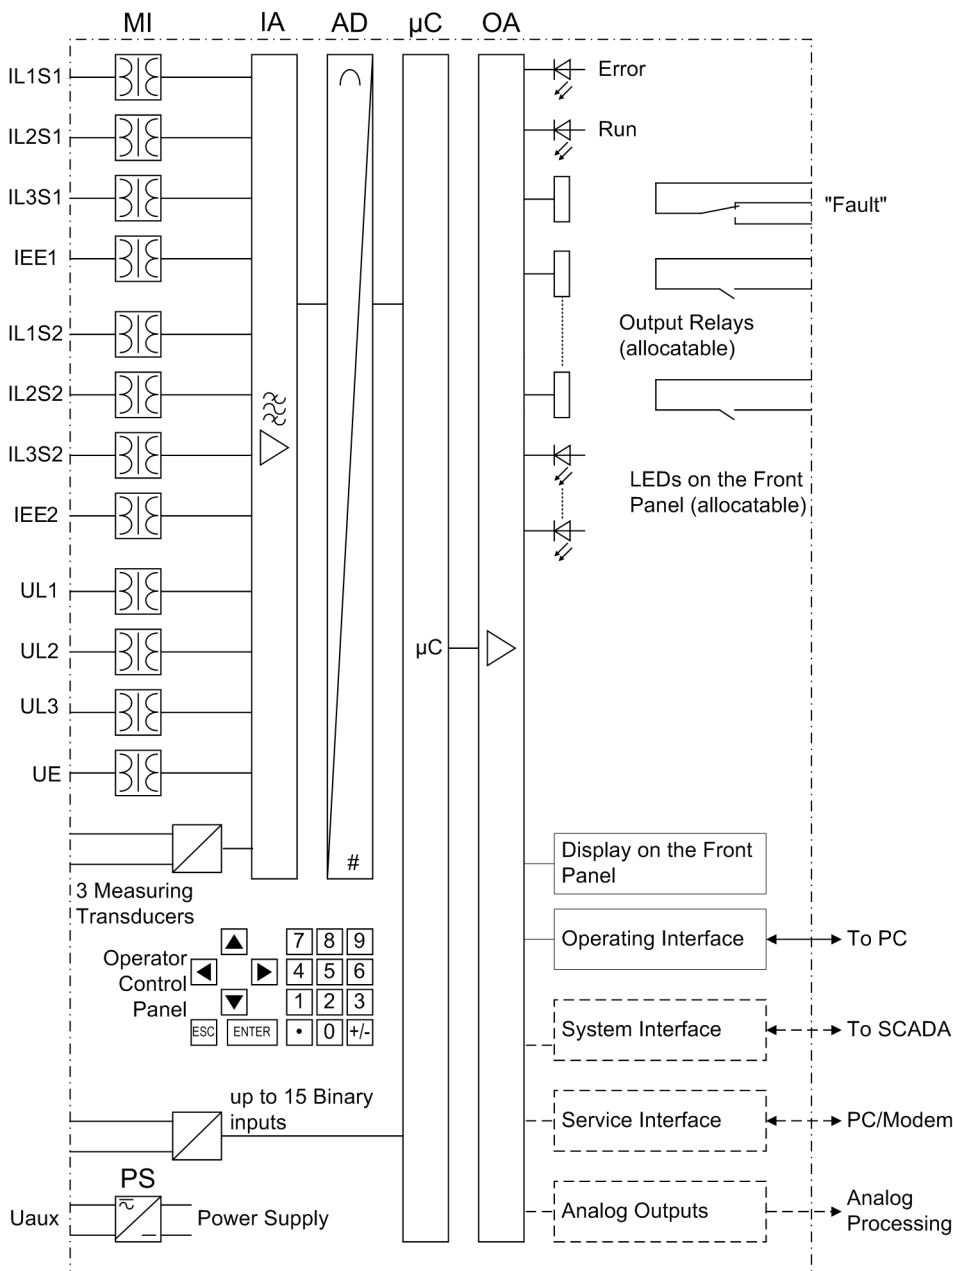 MI IA AD µC OA
IL1S1
IL2S1
IL3S1
IEE1
IL1S2
IL2S2
IL3S2
IEE2
UL1
UL2
UL3
UE
3 Measuring
Transducers
#
µC
Error
Run
"Fault"
Output Relays
(allocatable)
LEDs on the Front
Panel (allocatable)
Display on the Front
Panel
Operating Interface
To PC
System Interface
To SCADA
Service Interface
PC/Modem
Analog Outputs
Analog
Processing
Operator
Control
Panel
7 8 9
4 5 6
1 2 3
ESC ENTER • 0 +/-
up to 15 Binary
inputs
PS
Uaux
Power Supply